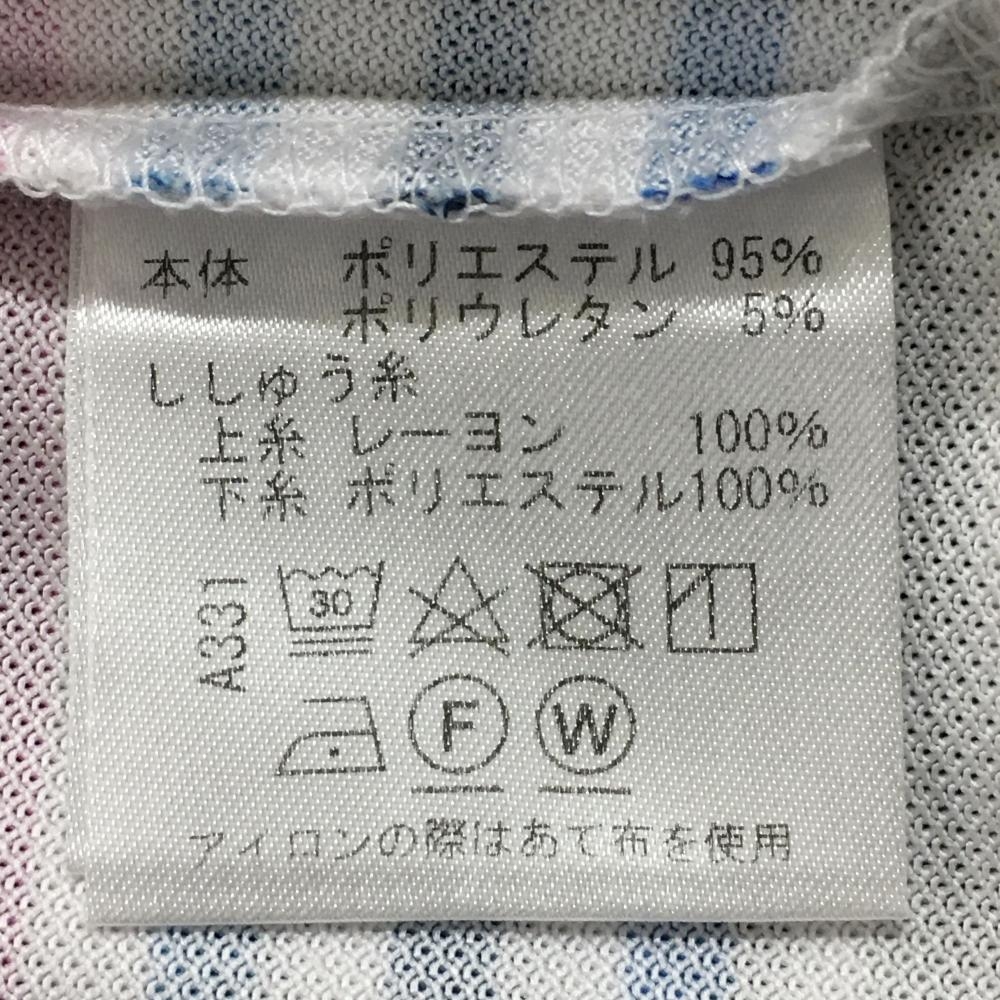 本体 ポリエステル 95%
ポリウレタン 5%
ししゅう糸
上糸 レーヨン 100%
下糸 ポリエステル100%
A331
30
F W
アイロンの際はあて布を使用